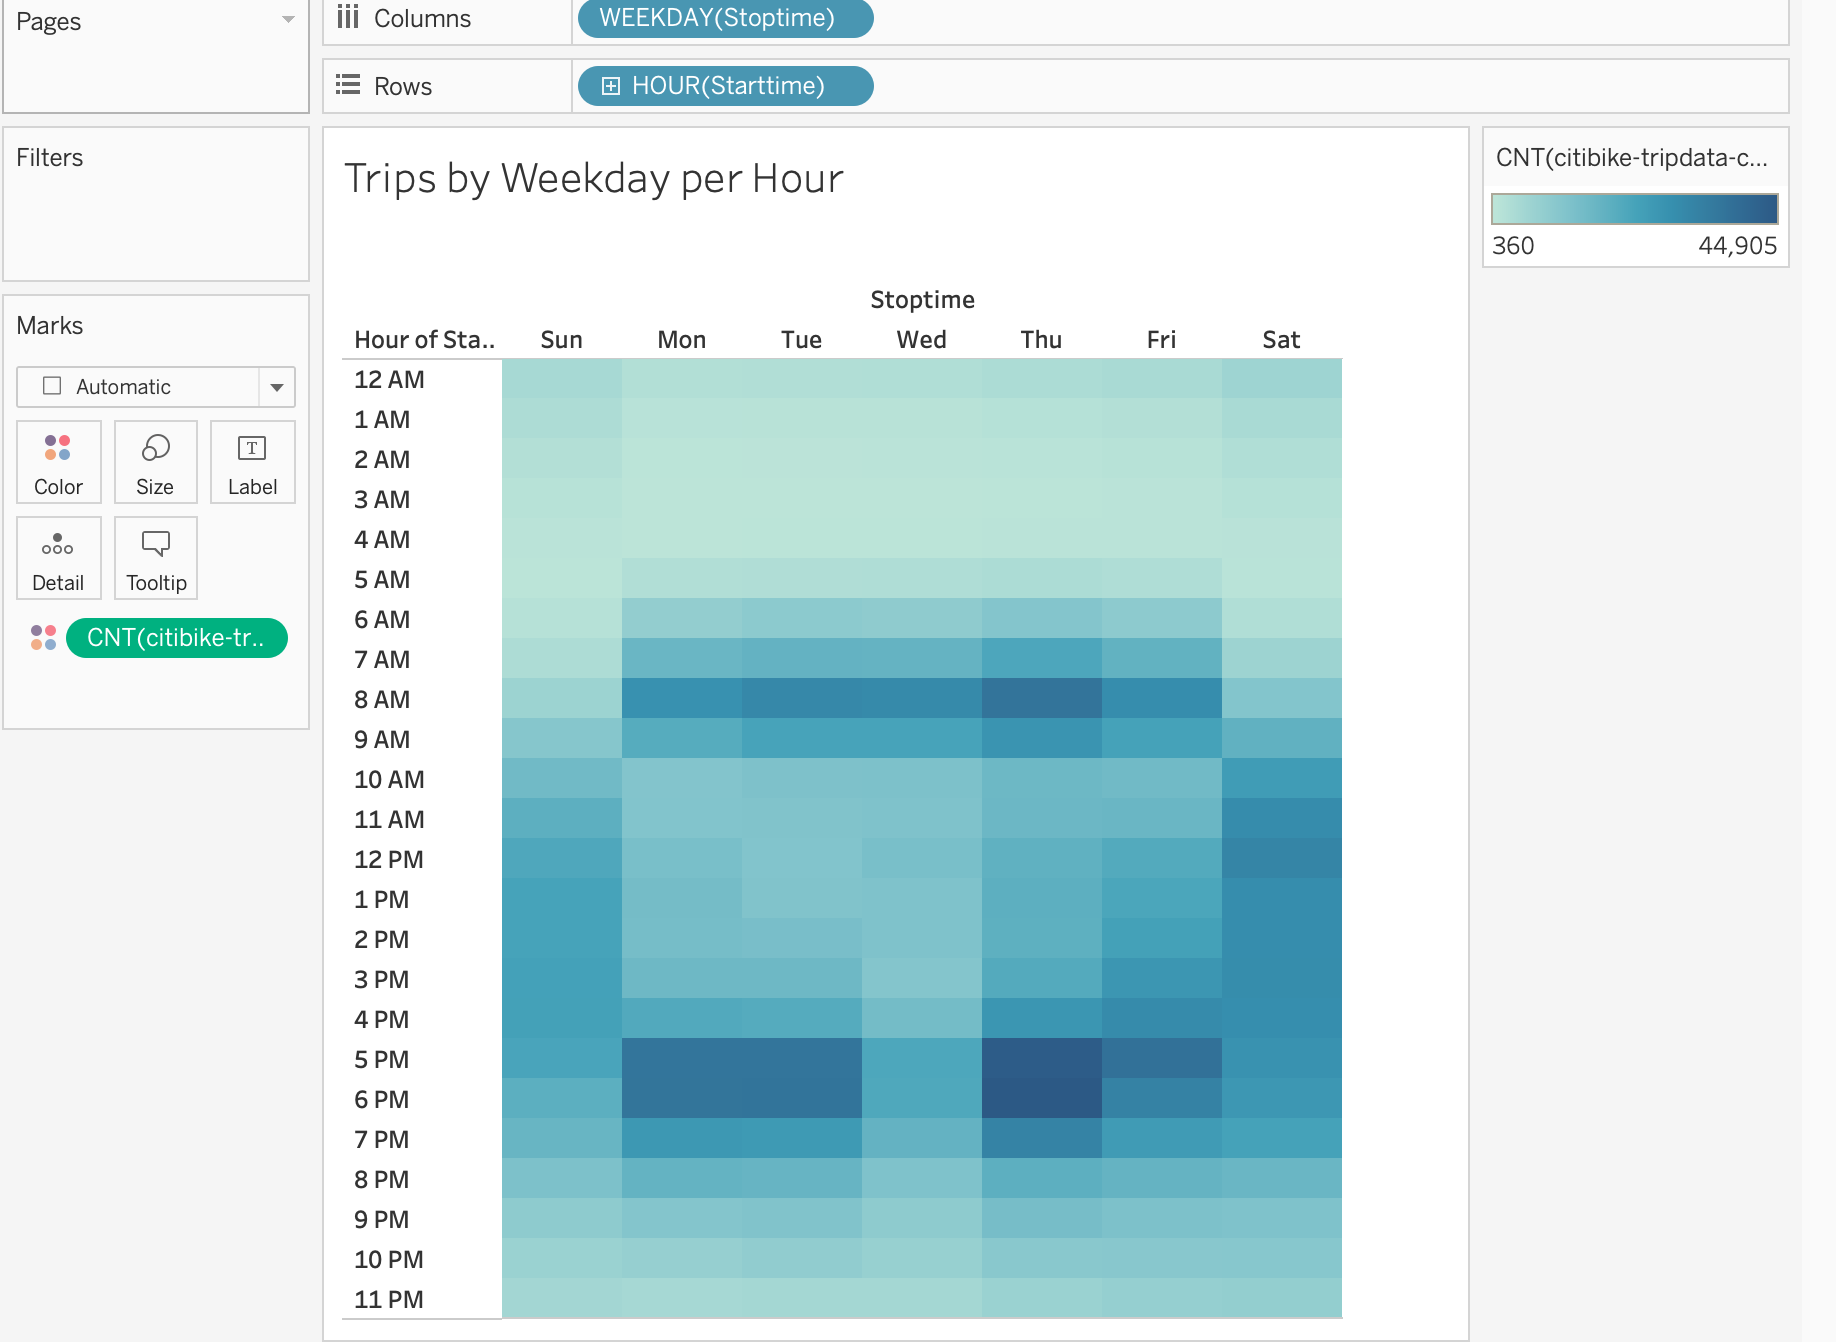 Pages
Columns
WEEKDAY(Stoptime)
Rows
HOUR(Starttime)
Filters
Marks
Automatic
Color
Size
T
Label
Detail
Tooltip
CNT(citibike-tr..
Trips by Weekday per Hour
Stoptime
Hour of Sta.. Sun Mon Tue Wed Thu Fri Sat
12 AM
1 AM
2 AM
3 AM
4 AM
5 AM
6 AM
7 AM
8 AM
9 AM
10 AM
11 AM
12 PM
1 PM
2 PM
3 PM
4 PM
5 PM
6 PM
7 PM
8 PM
9 PM
10 PM
11 PM
CNT(citibike-tripdata-c...
360 44,905